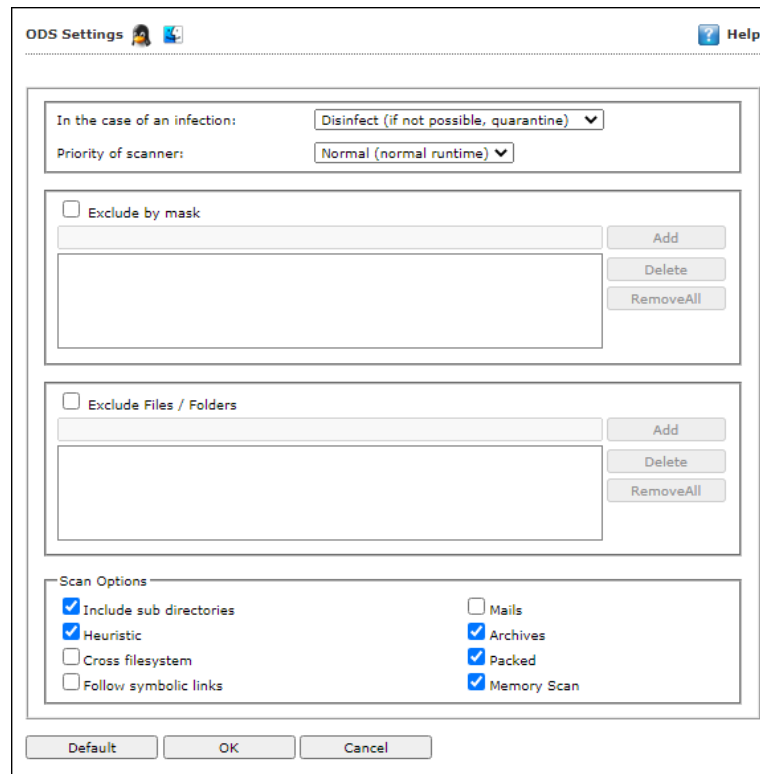 ODS Settings ? Help
In the case of an infection: Disinfect (if not possible, quarantine)
Priority of scanner: Normal (normal runtime)
Exclude by mask
Add
Delete
RemoveAll
Exclude Files / Folders
Add
Delete
RemoveAll
Scan Options
Include sub directories Mails
Heuristic Archives
Cross filesystem Packed
Follow symbolic links Memory Scan
Default OK Cancel